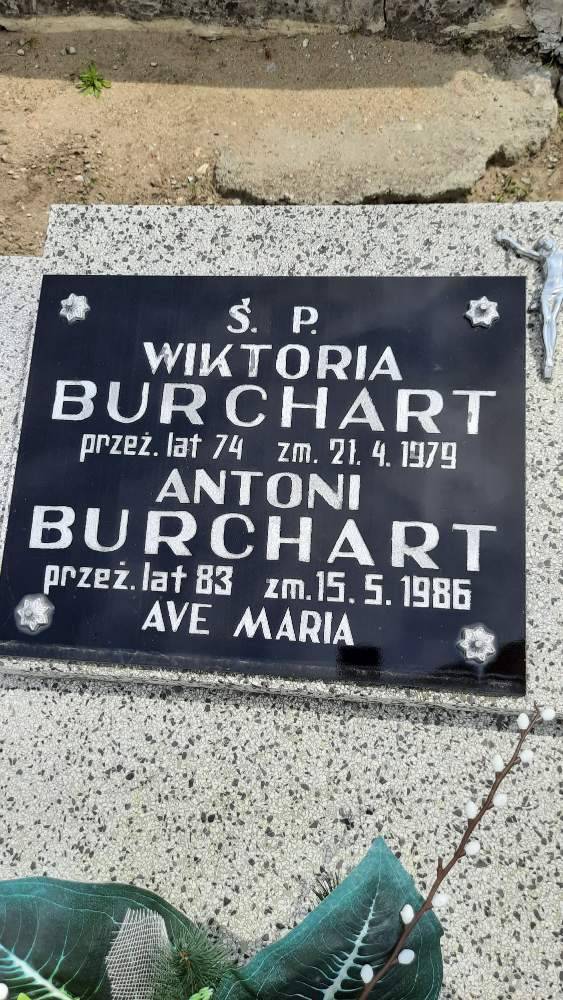 Ś. P.
WIKTORIA
BURCHART
przeż. lat 74 zm. 21. 4. 1979
ANTONI
BURCHART
przeż. lat 83 zm. 15. 5. 1986
AVE MARIA